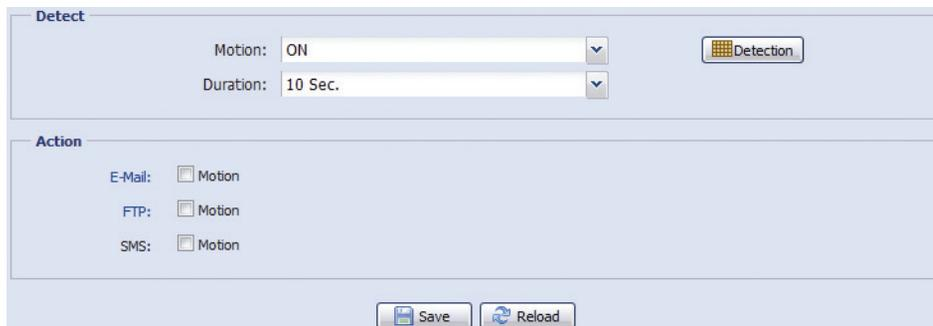 Detect
Motion: ON Detection
Duration: 10 Sec.
Action
E-Mail: Motion
FTP: Motion
SMS: Motion
Save Reload